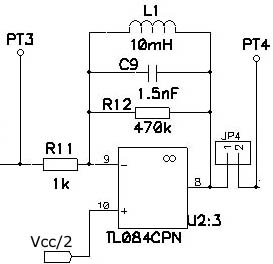 L1
PT3
10mH
PT4
C9
1.5nF
R12
JP4
470k
1 2
R11
9
-
∞
8
1k
10
+
U2:3
Vcc/2
TL084CPN